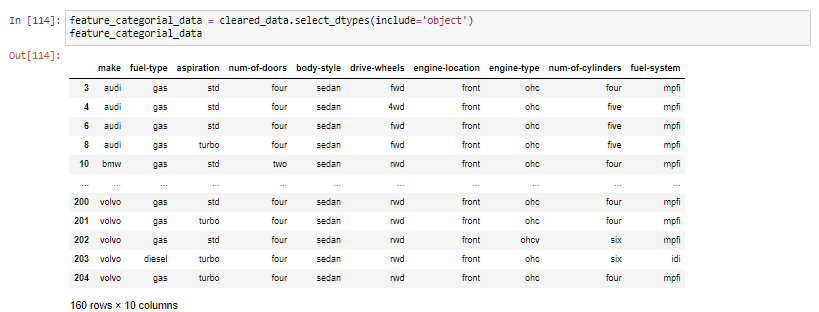 In [114]: feature_categorial_data = cleared_data.select_dtypes(include='object')
feature_categorial_data
Out[114]:
make fuel-type aspiration num-of-doors body-style drive-wheels engine-location engine-type num-of-cylinders fuel-system
3 audi gas std four sedan fwd front ohc four mpfi
4 audi gas std four sedan 4wd front ohc five mpfi
6 audi gas std four sedan fwd front ohc five mpfi
8 audi gas turbo four sedan fwd front ohc five mpfi
10 bmw gas std two sedan rwd front ohc four mpfi
... ... ... ... ... ... ... ... ... ... ...
200 volvo gas std four sedan rwd front ohc four mpfi
201 volvo gas turbo four sedan rwd front ohc four mpfi
202 volvo gas std four sedan rwd front ohcv six mpfi
203 volvo diesel turbo four sedan rwd front ohc six idi
204 volvo gas turbo four sedan rwd front ohc four mpfi
160 rows × 10 columns